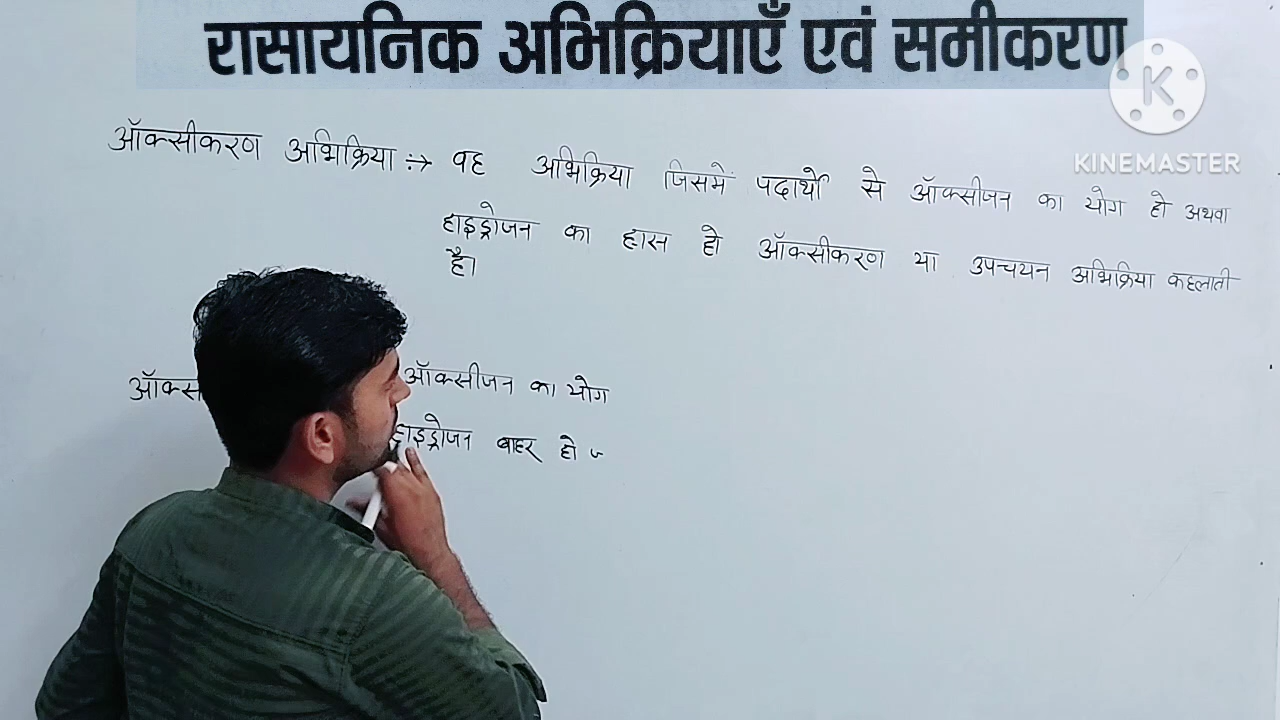 रासायनिक अभिक्रियाएँ एवं समीकरण
K
KINEMASTER
ऑक्सीकरण अभिक्रिया :→ वह अभिक्रिया जिसमें पदार्थो से ऑक्सीजन का योग हो अथवा
हाइड्रोजन का ह्रास हो ऑक्सीकरण या उपचयन अभिक्रिया कहलाती
है।
ऑक्स ऑक्सीजन का योग
हाइड्रोजन बाहर हो